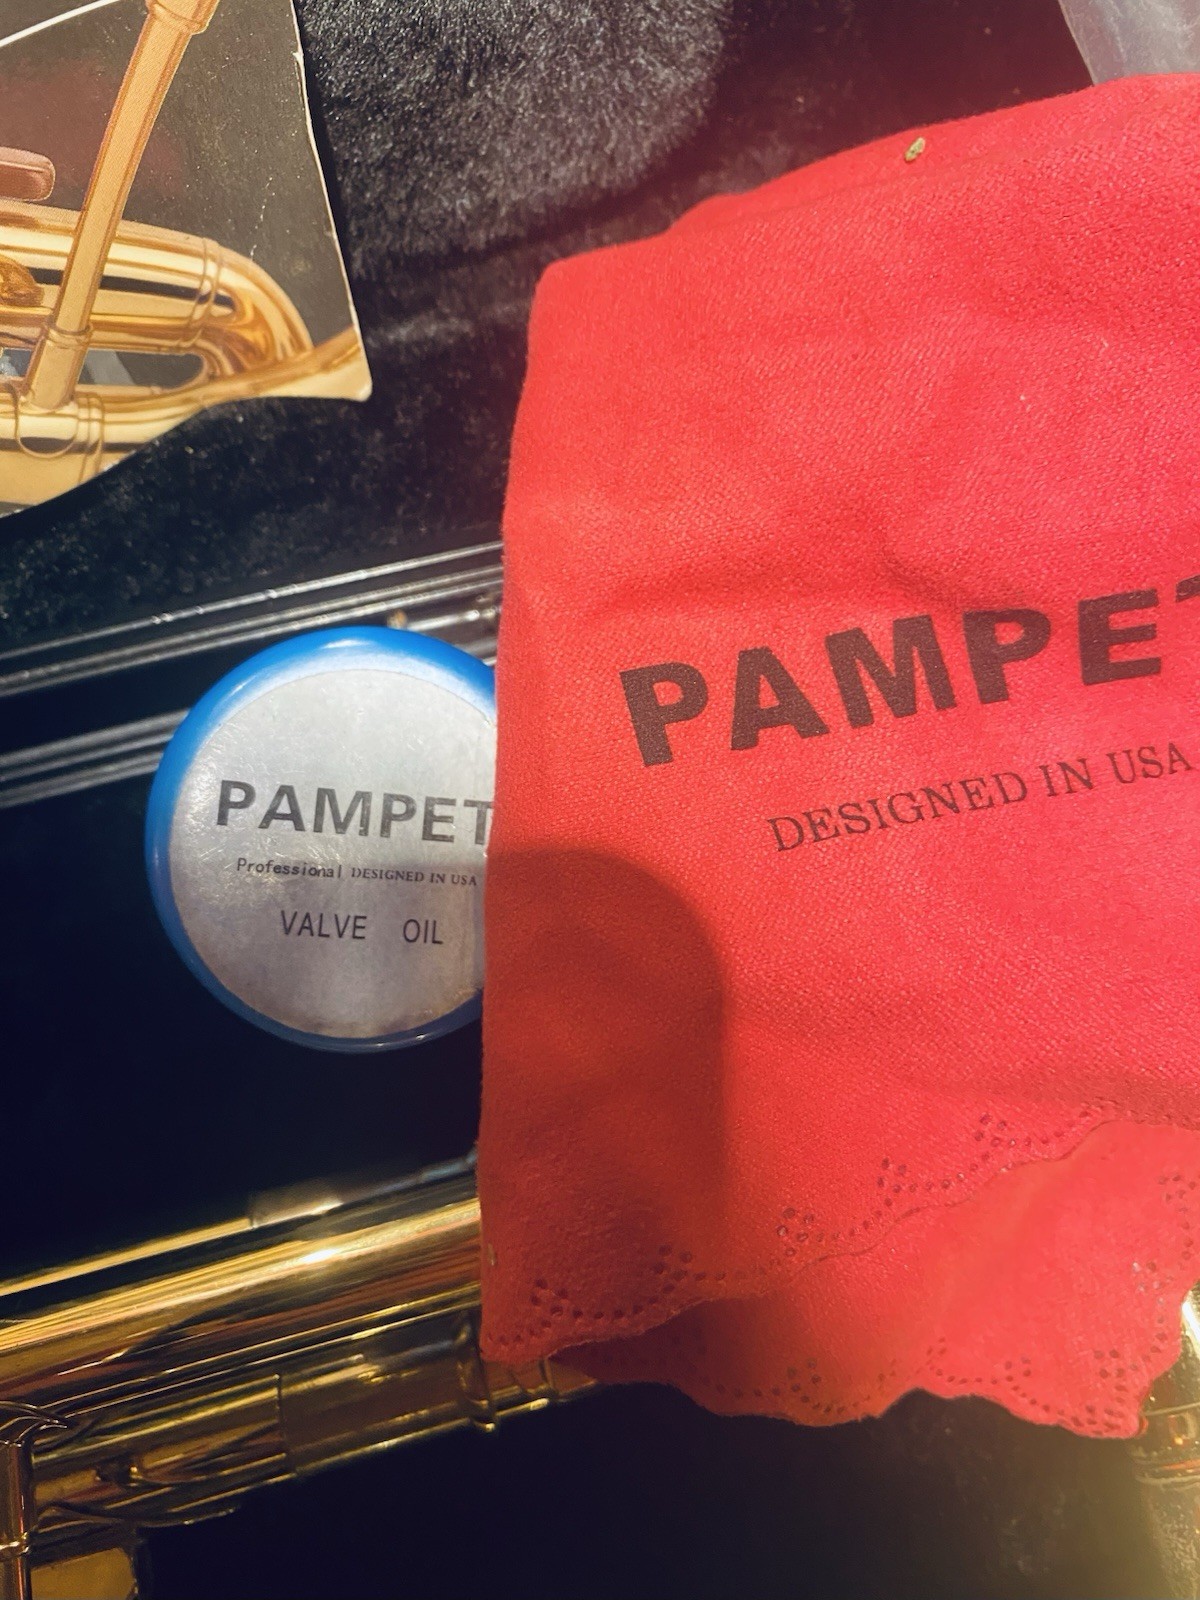 PAMPET
Professional DESIGNED IN USA
VALVE OIL
PAMPET
DESIGNED IN USA